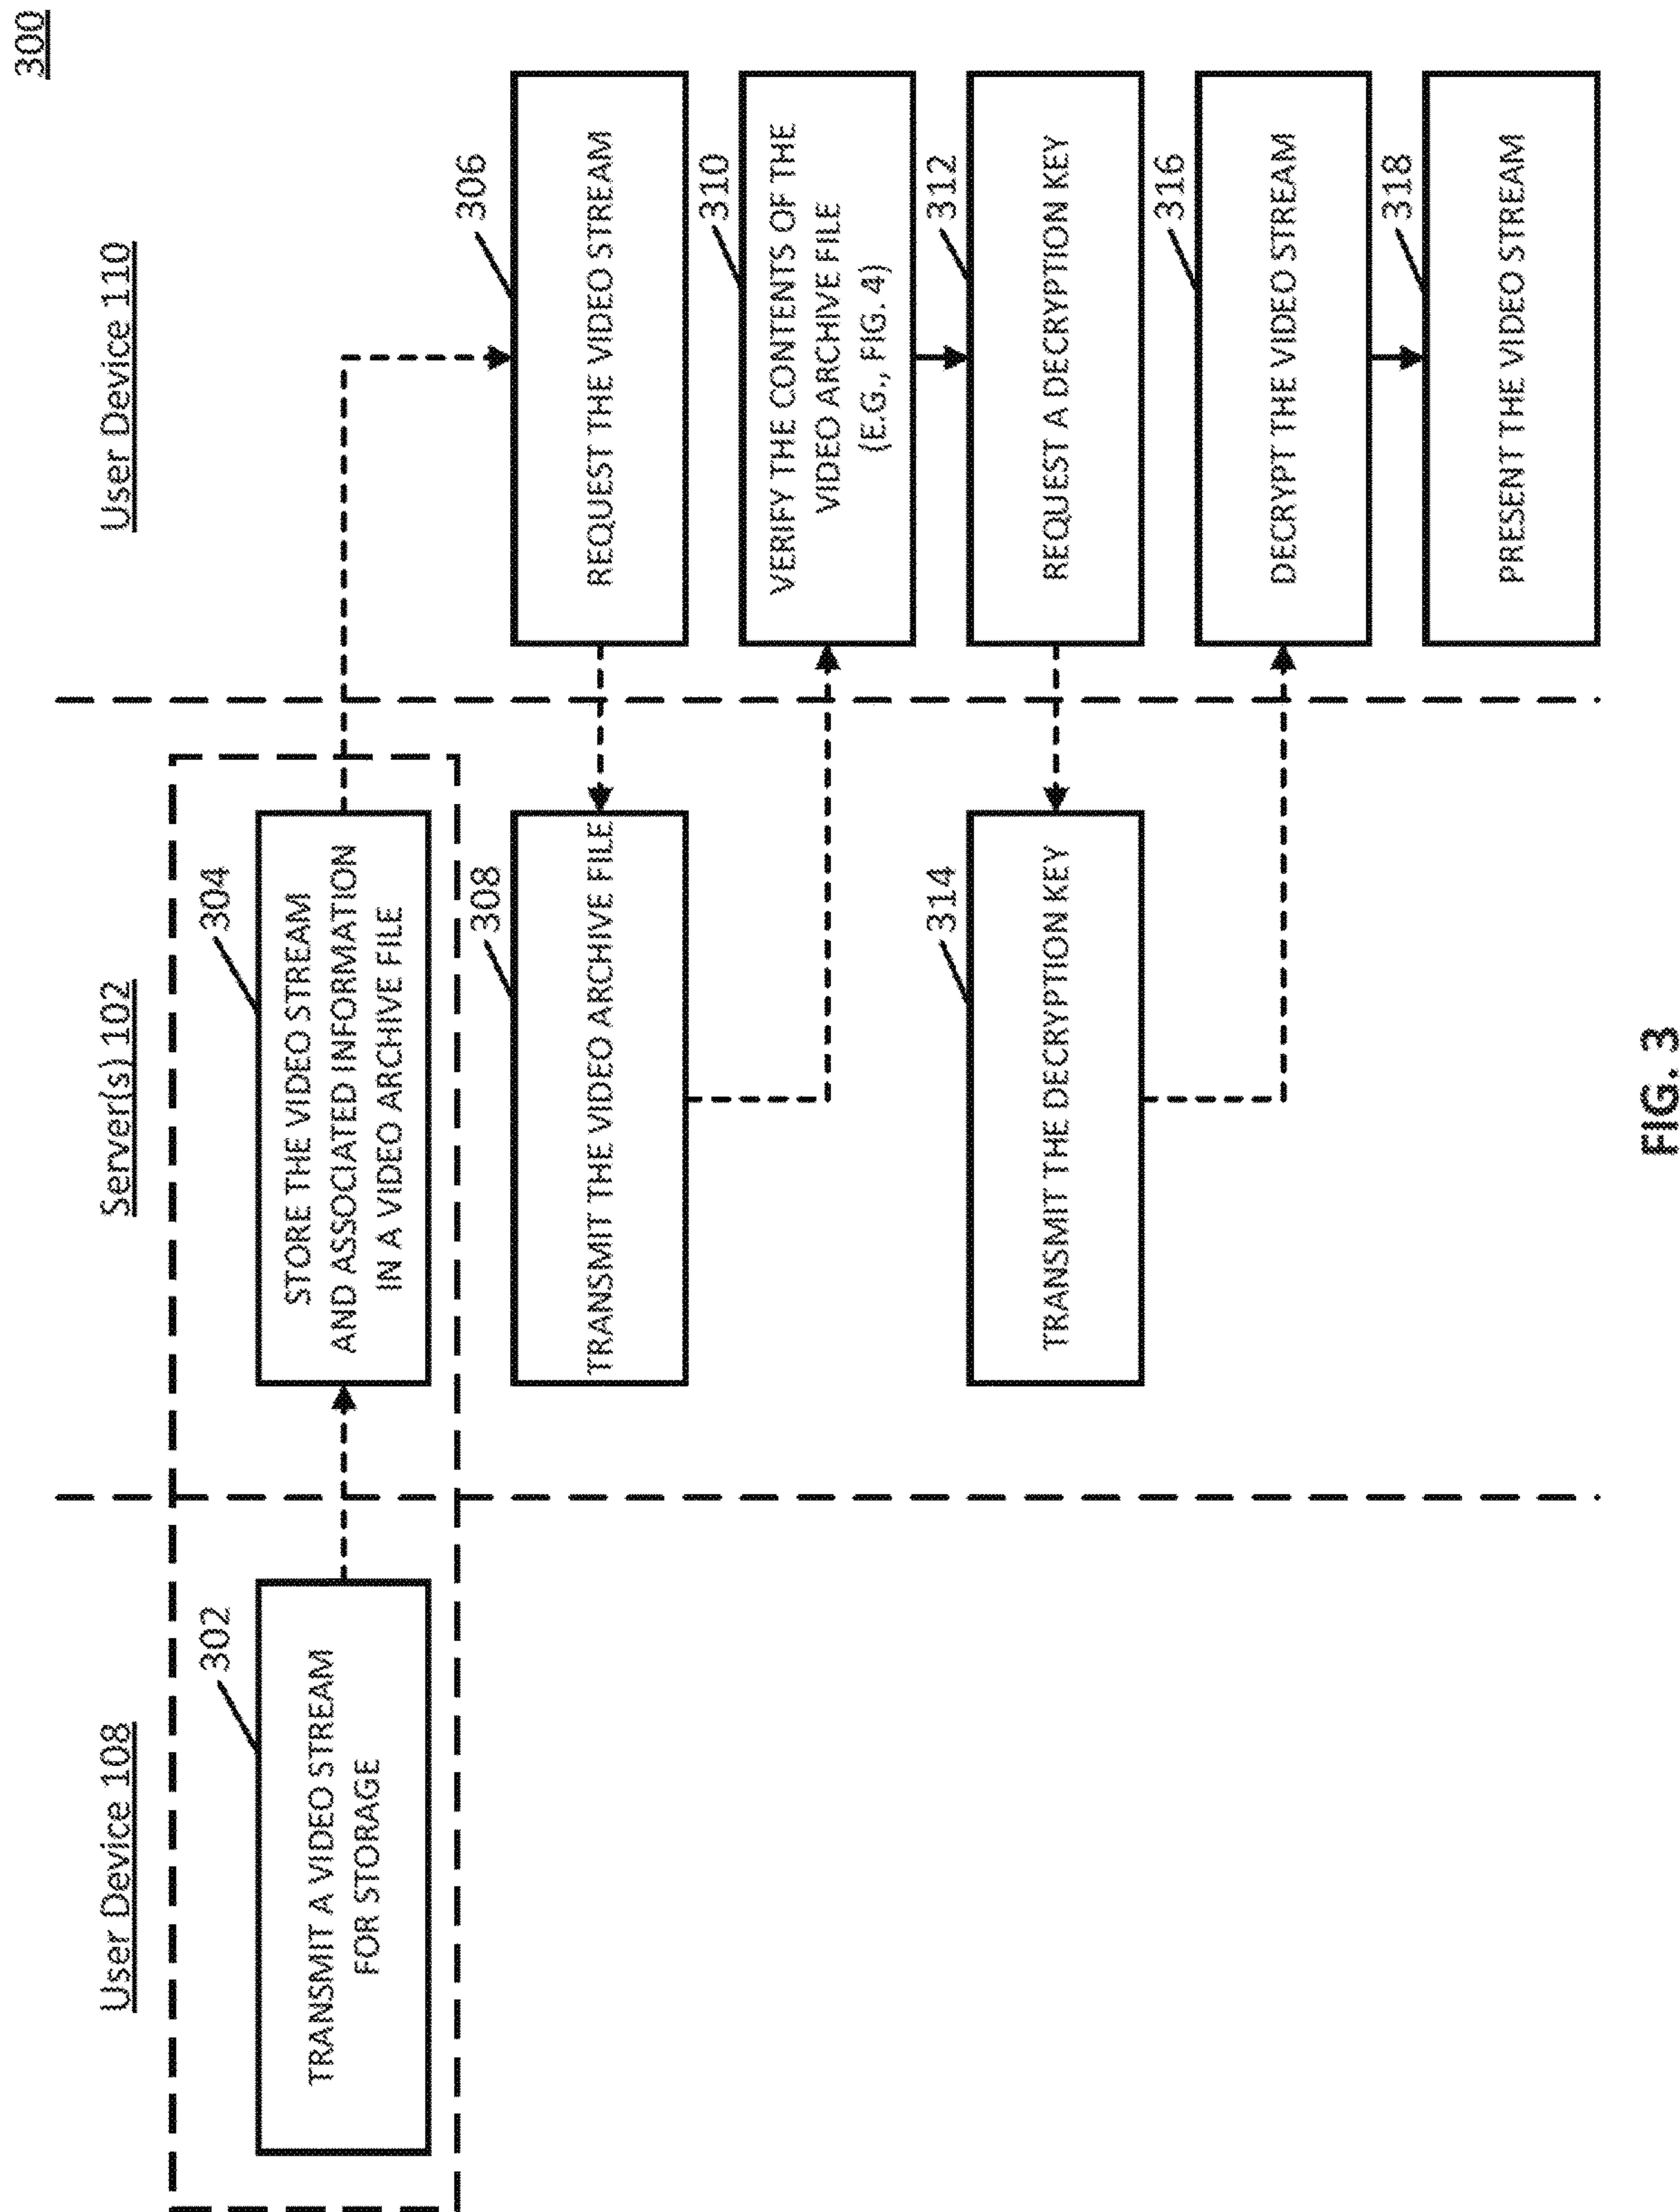 300
User Device 108
Server(s) 102
User Device 110
302
TRANSMIT A VIDEO STREAM
FOR STORAGE
304
STORE THE VIDEO STREAM
AND ASSOCIATED INFORMATION
IN A VIDEO ARCHIVE FILE
306
REQUEST THE VIDEO STREAM
308
TRANSMIT THE VIDEO ARCHIVE FILE
310
VERIFY THE CONTENTS OF THE
VIDEO ARCHIVE FILE
(E.G., FIG. 4)
312
REQUEST A DECRYPTION KEY
314
TRANSMIT THE DECRYPTION KEY
316
DECRYPT THE VIDEO STREAM
318
PRESENT THE VIDEO STREAM
FIG. 3